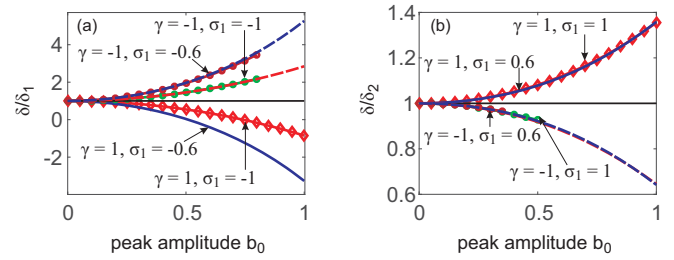 (a)
γ = -1, σ1 = -1
γ = -1, σ1 = -0.6
4
2
0
-2
δ/δ1
γ = 1, σ1 = -0.6
γ = 1, σ1 = -1
0
0.5
1
peak amplitude b0
(b)
γ = 1, σ1 = 1
γ = 1, σ1 = 0.6
1.4
1.2
1
0.8
0.6
δ/δ2
γ = -1, σ1 = 0.6
γ = -1, σ1 = 1
0
0.5
1
peak amplitude b0